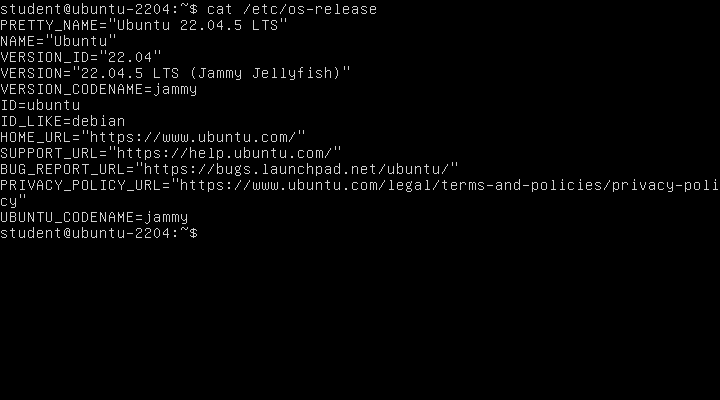 student@ubuntu-2204:~$ cat /etc/os-release
PRETTY_NAME="Ubuntu 22.04.5 LTS"
NAME="Ubuntu"
VERSION_ID="22.04"
VERSION="22.04.5 LTS (Jammy Jellyfish)"
VERSION_CODENAME=jammy
ID=ubuntu
ID_LIKE=debian
HOME_URL="https://www.ubuntu.com/"
SUPPORT_URL="https://help.ubuntu.com/"
BUG_REPORT_URL="https://bugs.launchpad.net/ubuntu/"
PRIVACY_POLICY_URL="https://www.ubuntu.com/legal/terms-and-policies/privacy-poli
cy"
UBUNTU_CODENAME=jammy
student@ubuntu-2204:~$